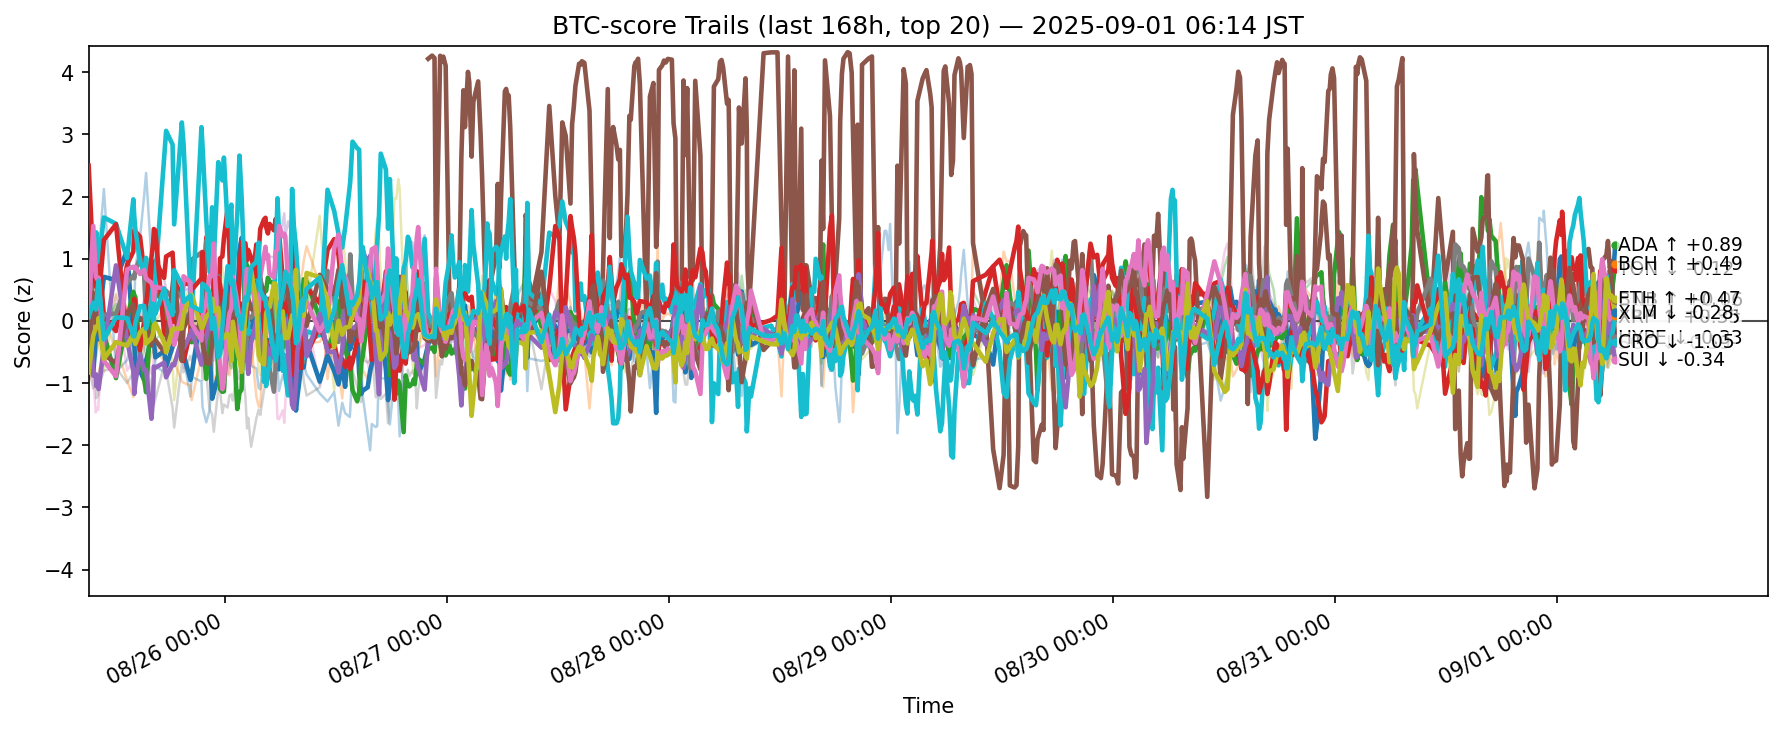 BTC-score Trails (last 168h, top 20) — 2025-09-01 06:14 JST
Score (z)
4
3
2
1
0
−1
−2
−3
−4
ADA ↑ +0.89
BCH ↑ +0.49
ETH ↑ +0.47
XLM ↓ -0.28
CRO ↓ -1.05
SUI ↓ -0.34
08/26 00:00
08/27 00:00
08/28 00:00
08/29 00:00
08/30 00:00
08/31 00:00
09/01 00:00
Time